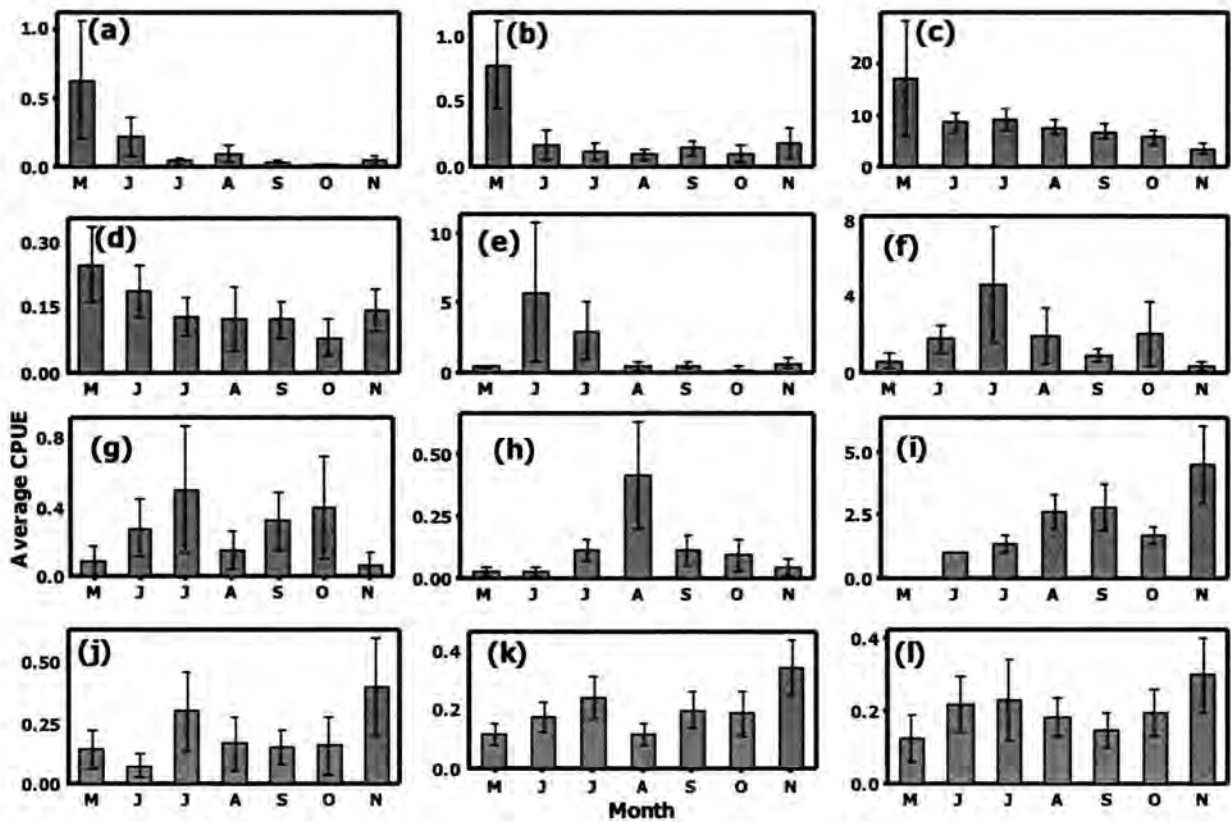 (a)
1.0
0.5
0.0
M J J A S O N
(b)
1.0
0.5
0.0
M J J A S O N
(c)
20
10
0
M J J A S O N
(d)
0.30
0.15
0.00
M J J A S O N
(e)
10
5
0
M J J A S O N
(f)
8
4
0
M J J A S O N
Average CPUE
(g)
0.8
0.4
0.0
M J J A S O N
(h)
0.50
0.25
0.00
M J J A S O N
(i)
5.0
2.5
0.0
M J J A S O N
(j)
0.50
0.25
0.00
M J J A S O N
(k)
0.4
0.2
0.0
M J J A S O N
(l)
0.4
0.2
0.0
M J J A S O N
Month